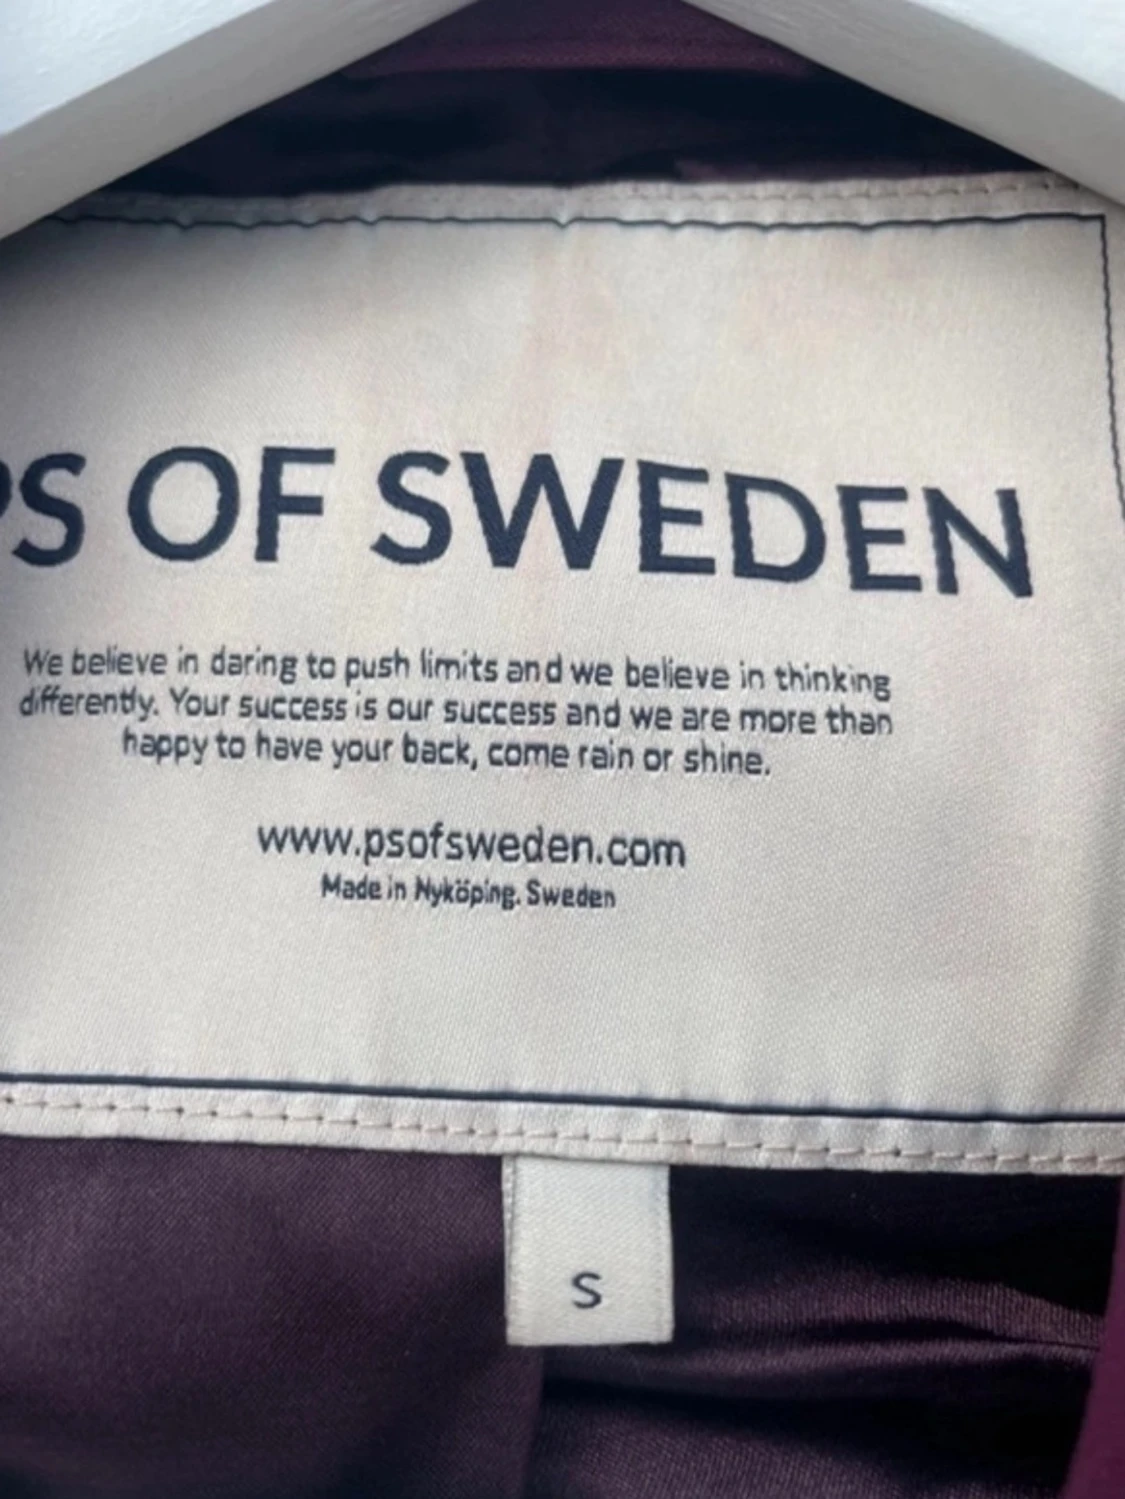 PS OF SWEDEN
We believe in daring to push limits and we believe in thinking
differently. Your success is our success and we are more than
happy to have your back, come rain or shine.
www.psofsweden.com
Made in Nyköping. Sweden
S